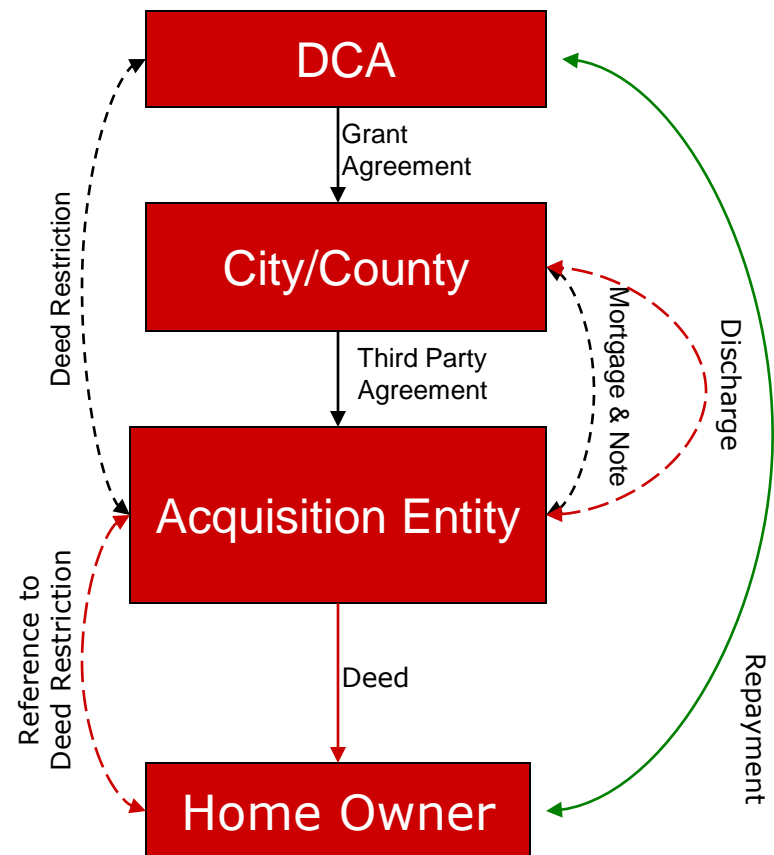 DCA
Grant
Agreement
Deed Restriction
City/County
Mortgage & Note
Discharge
Third Party
Agreement
Acquisition Entity
Reference to
Deed Restriction
Deed
Repayment
Home Owner